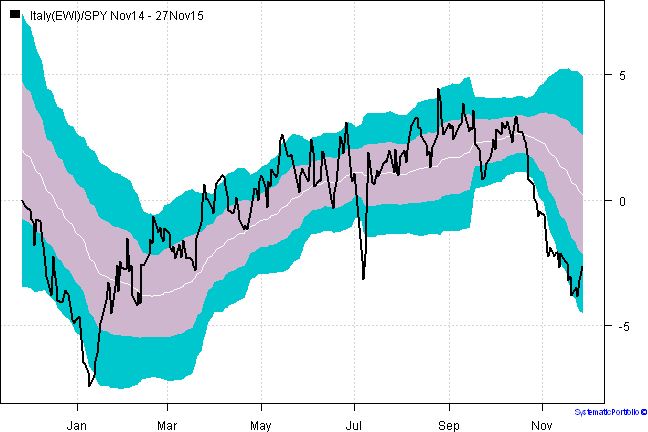 Italy(EWI)/SPY Nov14 - 27Nov15
5
0
-5
Jan Mar May Jul Sep Nov
SystematicPortfolio ©